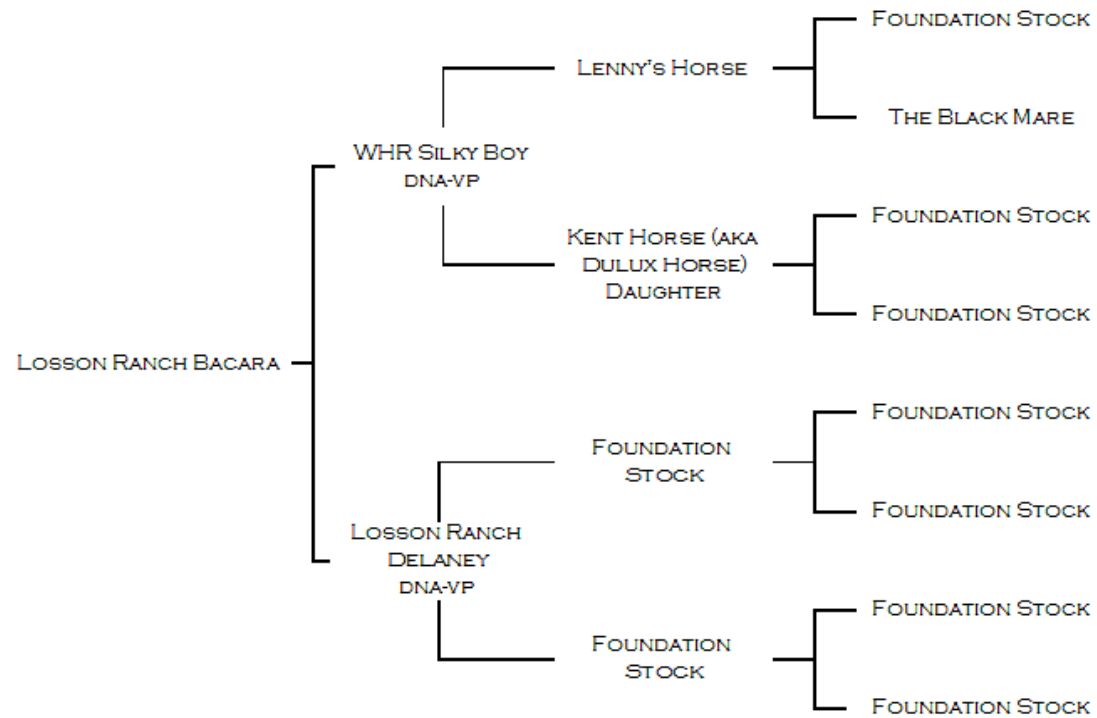 Foundation Stock
Lenny's Horse
The Black Mare
WHR Silky Boy
DNA-VP
Foundation Stock
Kent Horse (aka
Dulux Horse)
Daughter
Foundation Stock
Losson Ranch Bacara
Foundation Stock
Foundation
Stock
Foundation Stock
Losson Ranch
Delaney
DNA-VP
Foundation Stock
Foundation
Stock
Foundation Stock